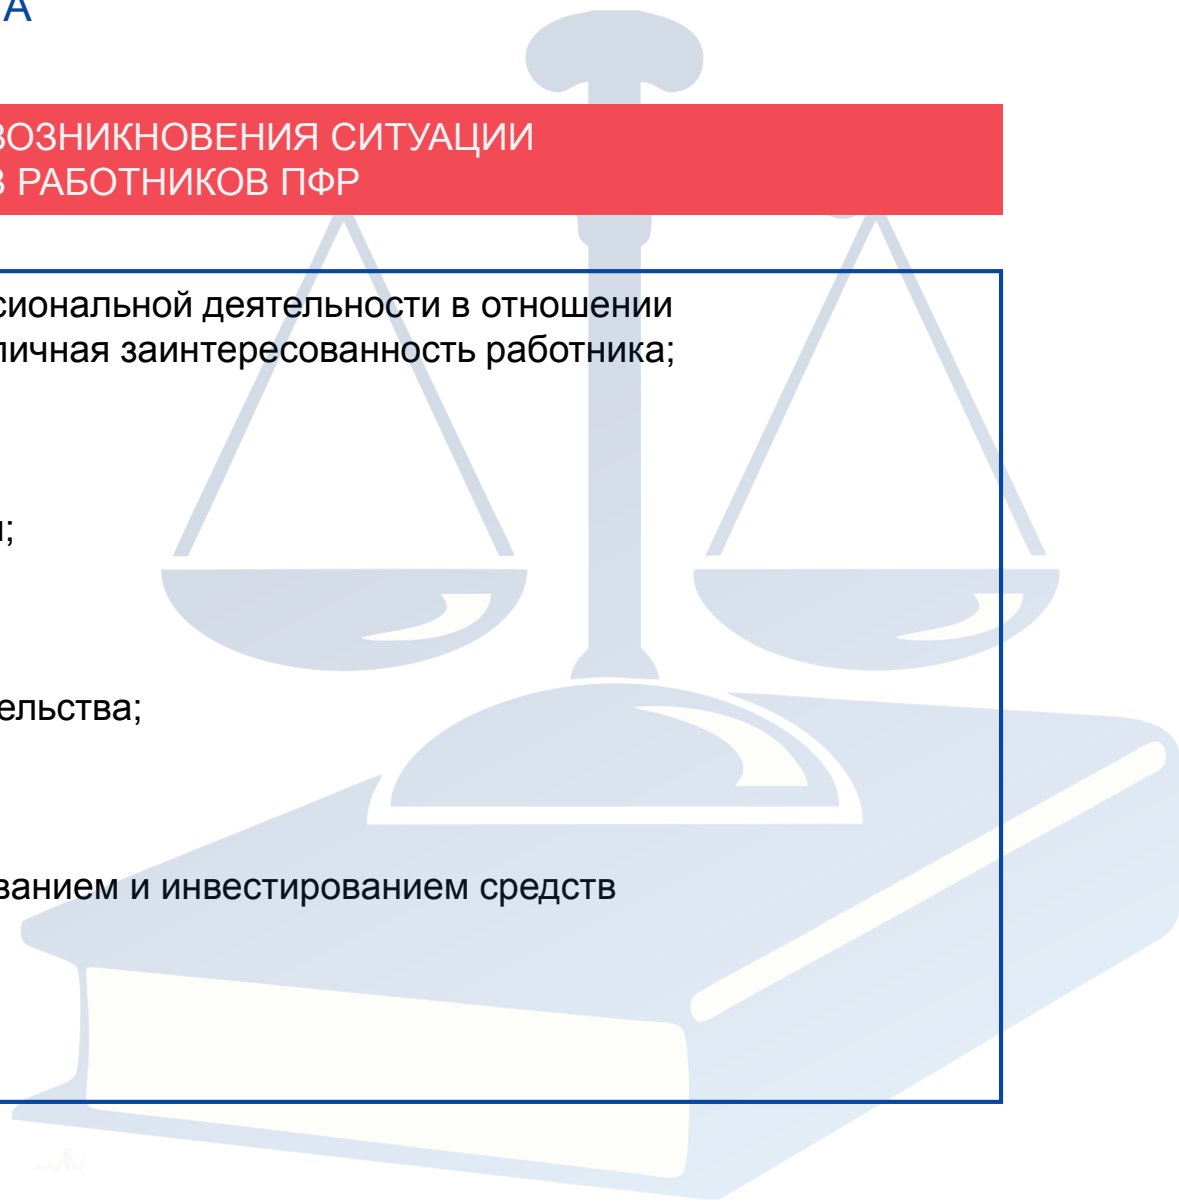 А
ВОЗНИКНОВЕНИЯ СИТУАЦИИ
В РАБОТНИКОВ ПФР
сиональной деятельности в отношении
личная заинтересованность работника;
;
ельства;
ванием и инвестированием средств